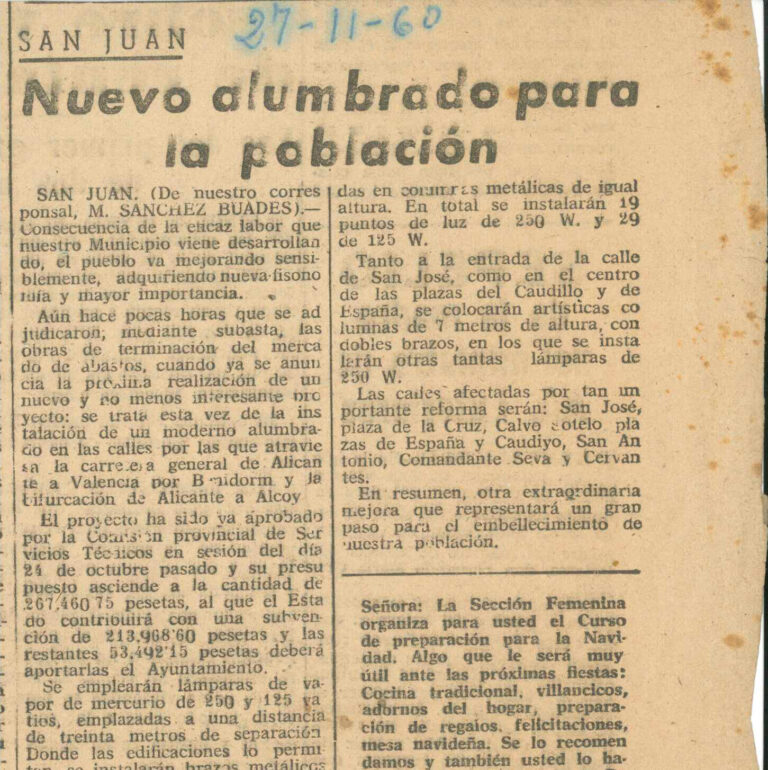 27-11-60
SAN JUAN
Nuevo alumbrado para
la población
SAN JUAN. (De nuestro corres
ponsal, M. SANCHEZ BUADES).—
Consecuencia de la eficaz labor que
nuestro Municipio viene desarrollan
do, el pueblo va mejorando sensi-
blemente, adquiriendo nueva fisono
mía y mayor importancia.
Aún hace pocas horas que se ad
judicaron; mediante subasta, las
obras de terminación del merca
do de abastos, cuando ya se anun
cia la próxima realización de un
nuevo y no menos interesante pro
yecto: se trata esta vez de la ins
talación de un moderno alumbra-
do en las calles por las que atravie
sa la carretera general de Alican
te a Valencia por Benidorm y la
bifurcación de Alicante a Alcoy
El proyecto ha sido ya aprobado
por la Comisión provincial de Ser
vicios Técnicos en sesión del día
24 de octubre pasado y su presu
puesto asciende a la cantidad de
267,460 75 pesetas, al que el Esta
do contribuirá con una subven-
ción de 213,968'60 pesetas y las
restantes 53,492'15 pesetas deberá
aportarlas el Ayuntamiento.
Se emplearán lámparas de va
por de mercurio de 250 y 125 va
tios, emplazadas a una distancia
de treinta metros de separación
Donde las edificaciones lo permi
tan, se instalarán brazos metálicos
das en columnas metálicas de igual
altura. En total se instalarán 19
puntos de luz de 250 W. y 29
de 125 W.
Tanto a la entrada de la calle
de San José, como en el centro
de las plazas del Caudillo y de
España, se colocarán artísticas co
lumnas de 7 metros de altura, con
dobles brazos, en los que se insta
larán otras tantas lámparas de
250 W.
Las calles afectadas por tan im
portante reforma serán: San José,
plaza de la Cruz, Calvo Sotelo pla
zas de España y Caudiyo, San An
tonio, Comandante Seva y Cervan
tes.
En resumen, otra extraordinaria
mejora que representará un gran
paso para el embellecimiento de
nuestra población.
Señora: La Sección Femenina
organiza para usted el Curso
de preparación para la Navi-
dad. Algo que le será muy
útil ante las próximas fiestas:
Cocina tradicional, villancicos,
adornos del hogar, prepara-
ción de regalos, felicitaciones,
mesa navideña. Se lo recomen
damos y también usted lo ha-